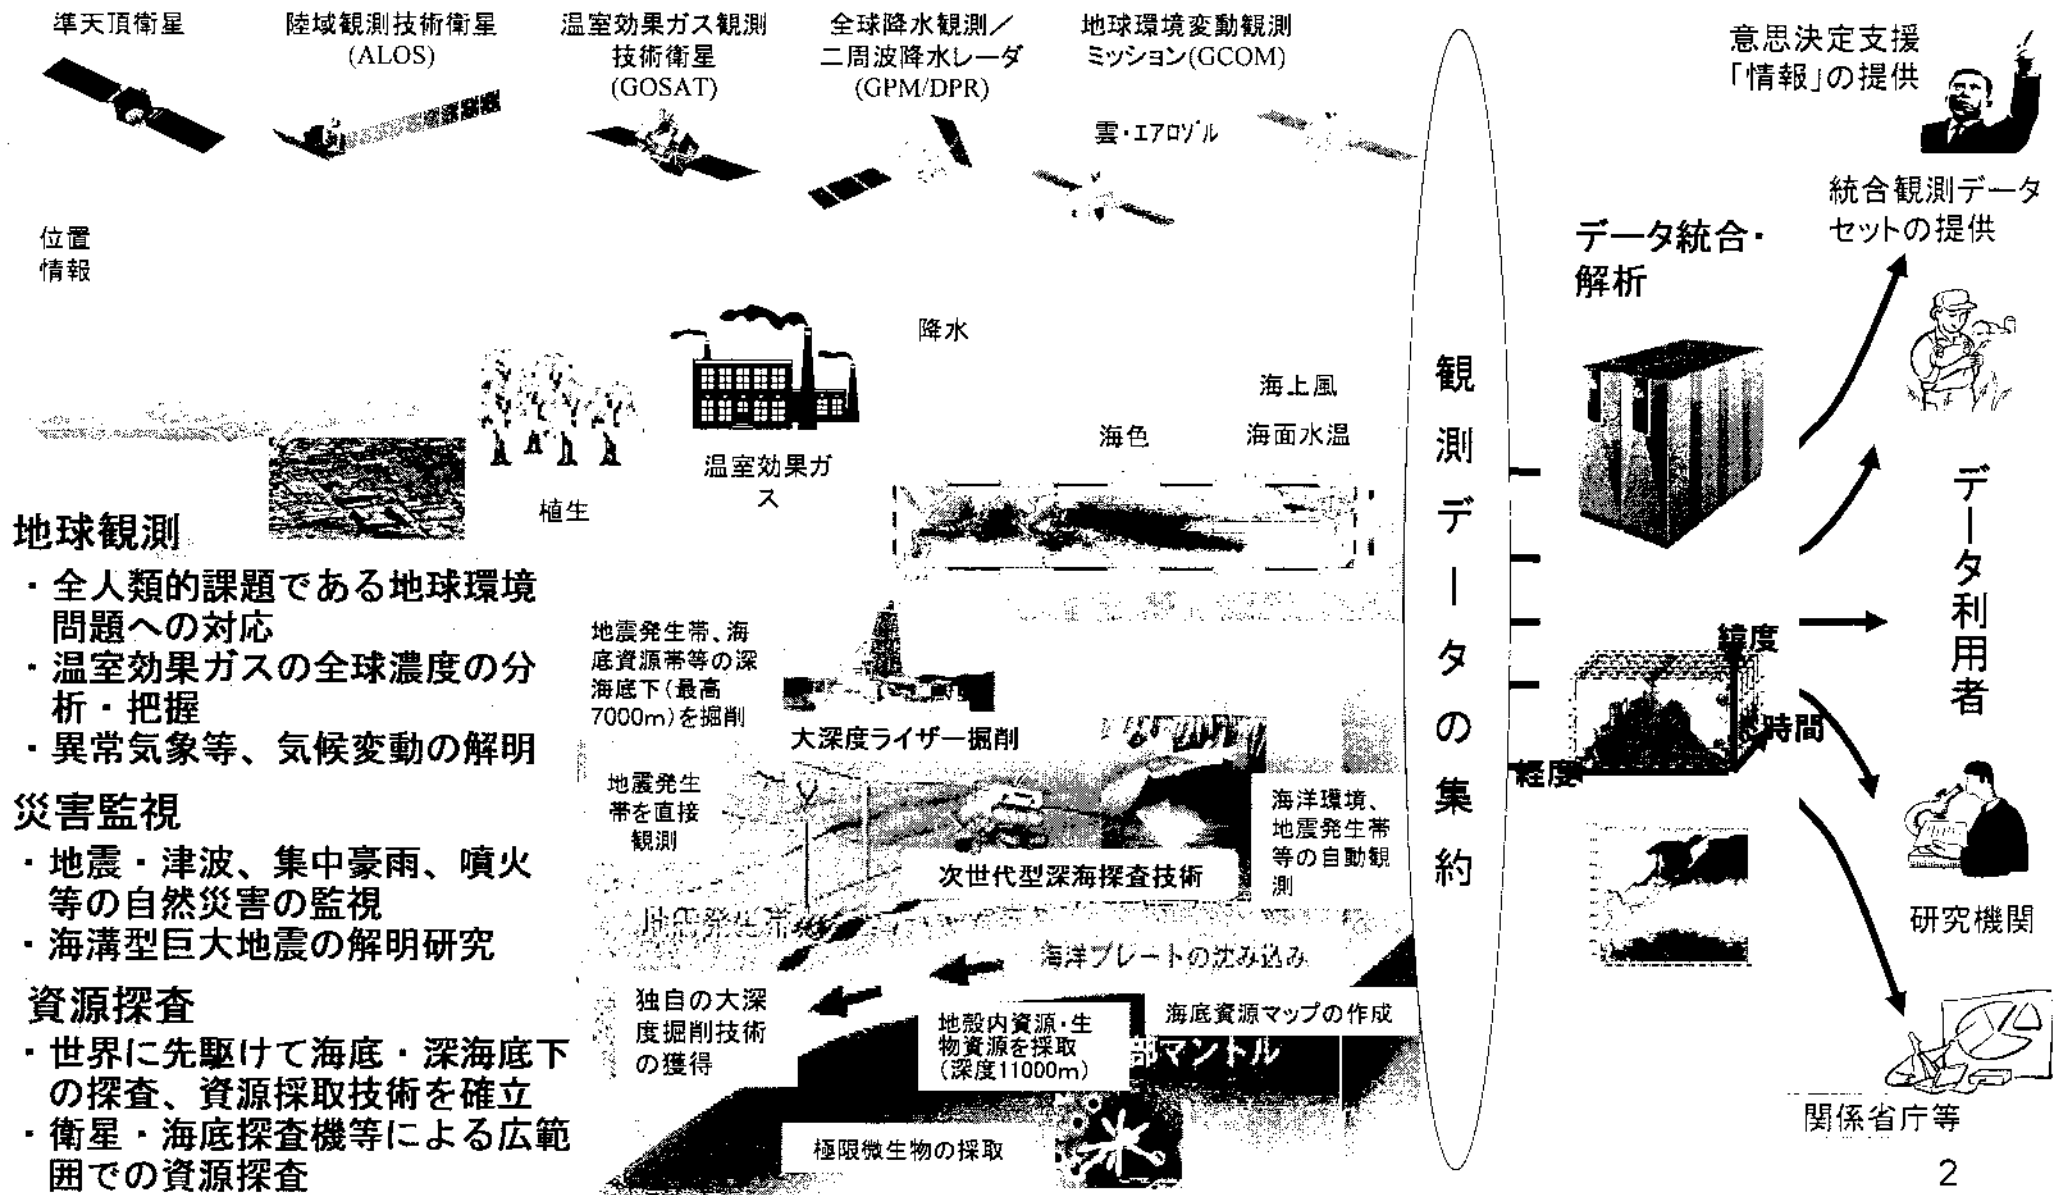 準天頂衛星
陸域観測技術衛星
(ALOS)
温室効果ガス観測
技術衛星
(GOSAT)
全球降水観測／
二周波降水レーダ
(GPM/DPR)
地球環境変動観測
ミッション(GCOM)
雲・エアロゾル
位置
情報
降水
海上風
海色
海面水温
温室効果ガ
ス
植生
地球観測
・全人類的課題である地球環境
問題への対応
・温室効果ガスの全球濃度の分
析・把握
・異常気象等、気候変動の解明
災害監視
・地震・津波、集中豪雨、噴火
等の自然災害の監視
・海溝型巨大地震の解明研究
資源探査
・世界に先駆けて海底・深海底下
の探査、資源採取技術を確立
・衛星・海底探査機等による広範
囲での資源探査
地震発生帯、海
底資源帯等の深
海底下(最高
7000m)を掘削
大深度ライザー掘削
地震発生
帯を直接
観測
次世代型深海探査技術
海洋環境、
地震発生帯
等の自動観
測
地震発生帯
海洋プレートの沈み込み
独自の大深
度掘削技術
の獲得
地殻内資源・生
物資源を採取
(深度11000m)
海底資源マップの作成
部マントル
極限微生物の採取
観測データの集約
データ統合・
解析
緯度
時間
経度
意思決定支援
「情報」の提供
統合観測データ
セットの提供
データ利用者
研究機関
関係省庁等
2